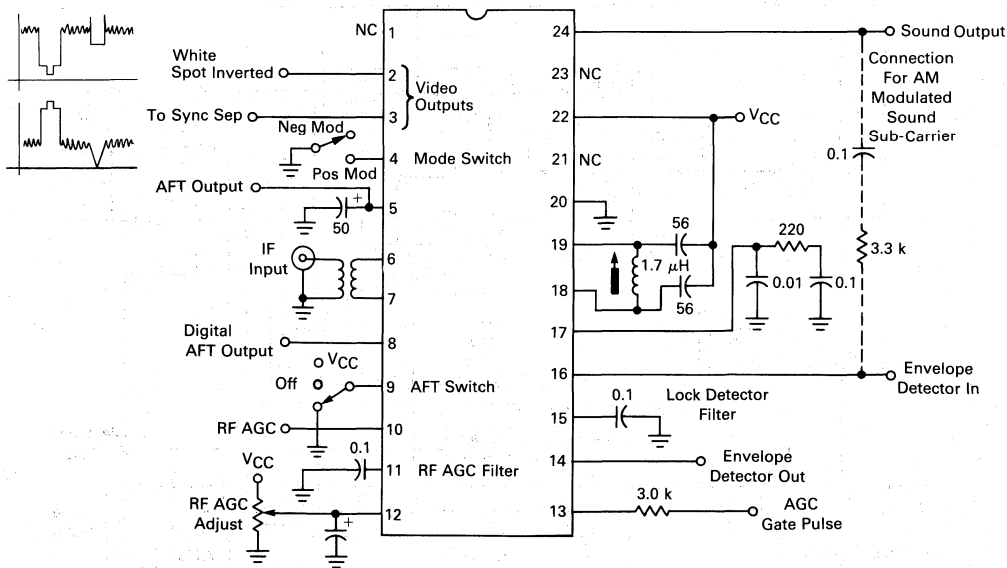 NC 1
White
Spot Inverted
2
Video
Outputs
To Sync Sep
3
Neg Mod
4 Mode Switch
Pos Mod
AFT Output
+
50
5
IF
Input
6
7
Digital
AFT Output
8
VCC
Off
9 AFT Switch
RF AGC
10
0.1
11 RF AGC Filter
VCC
RF AGC
Adjust
12
+
24
Sound Output
23 NC
Connection
For AM
Modulated
Sound
Sub-Carrier
22
VCC
21 NC
0.1
20
19
56
1.7 μH
18
56
220
0.01
0.1
3.3 k
17
16
Envelope
Detector In
0.1
Lock Detector
Filter
15
14
Envelope
Detector Out
13
3.0 k
AGC
Gate Pulse